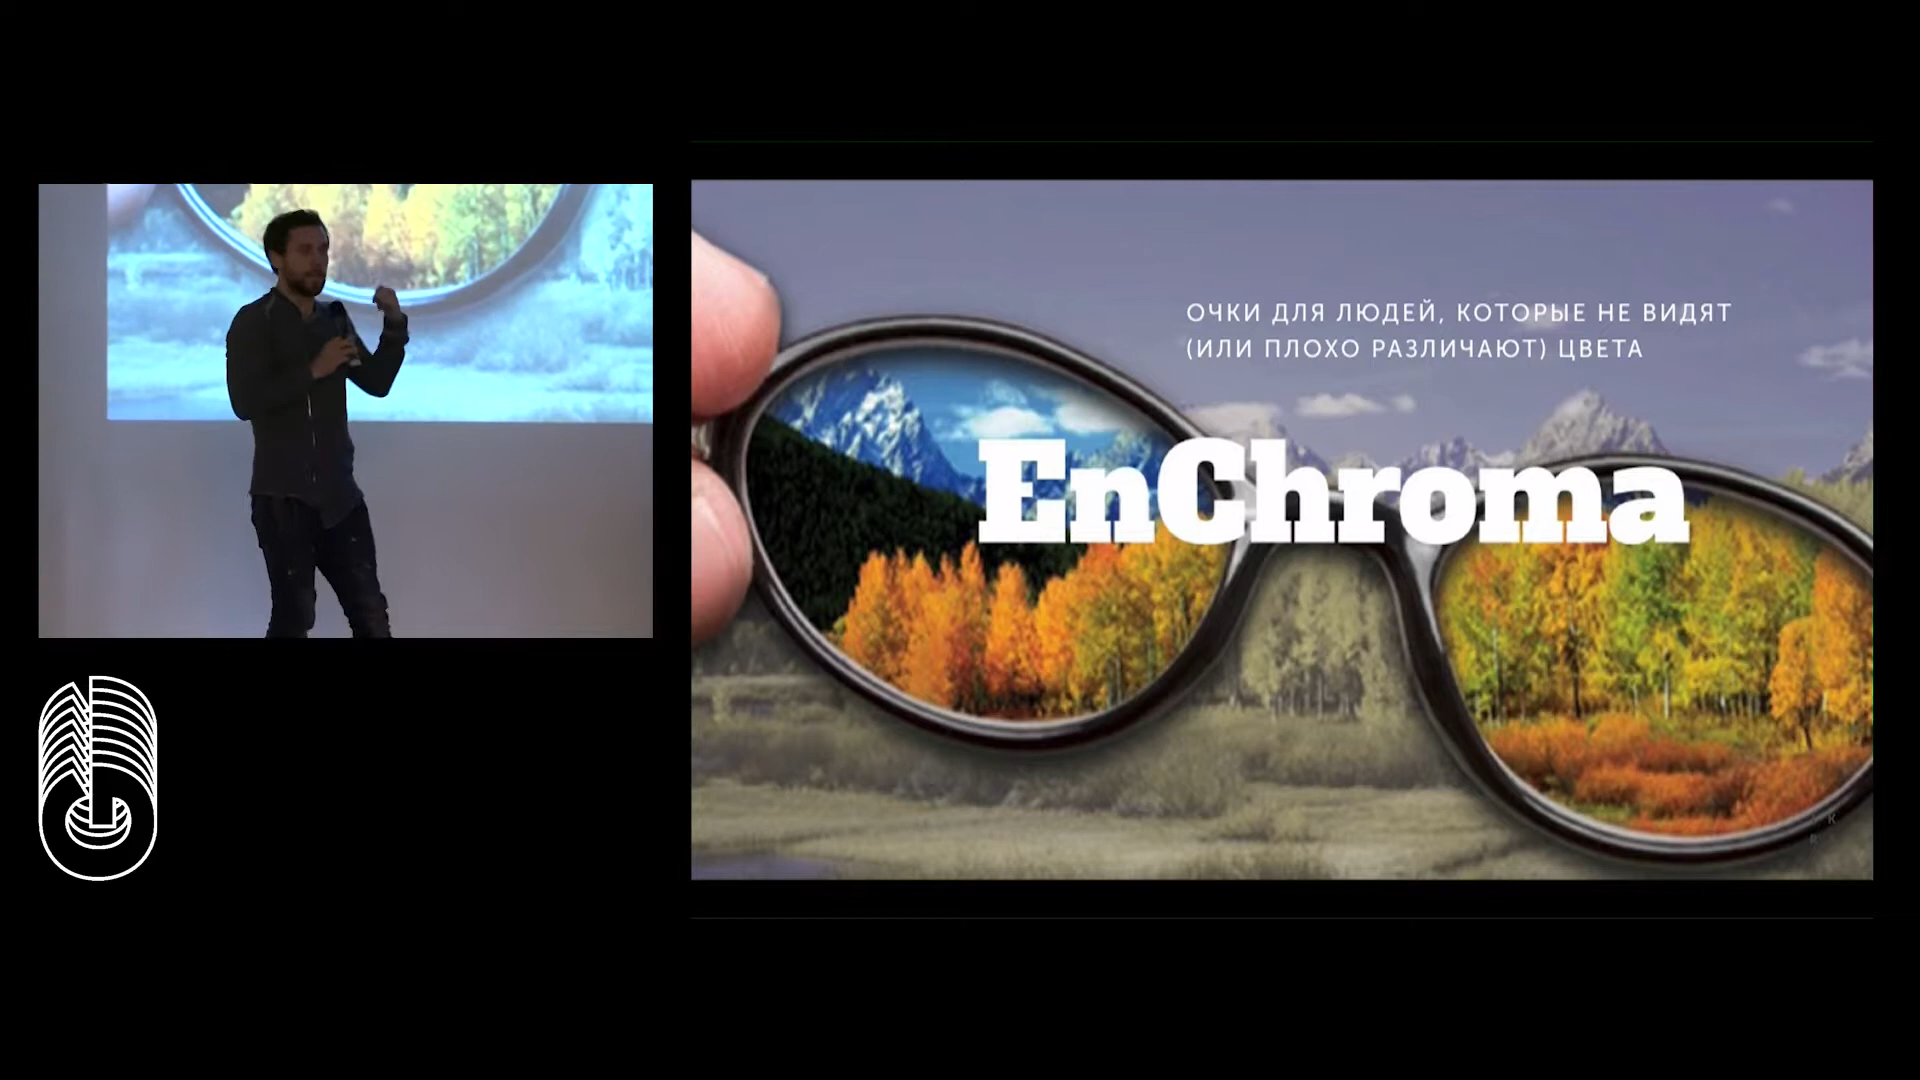 ОЧКИ ДЛЯ ЛЮДЕЙ, КОТОРЫЕ НЕ ВИДЯТ
(ИЛИ ПЛОХО РАЗЛИЧАЮТ) ЦВЕТА
EnChroma